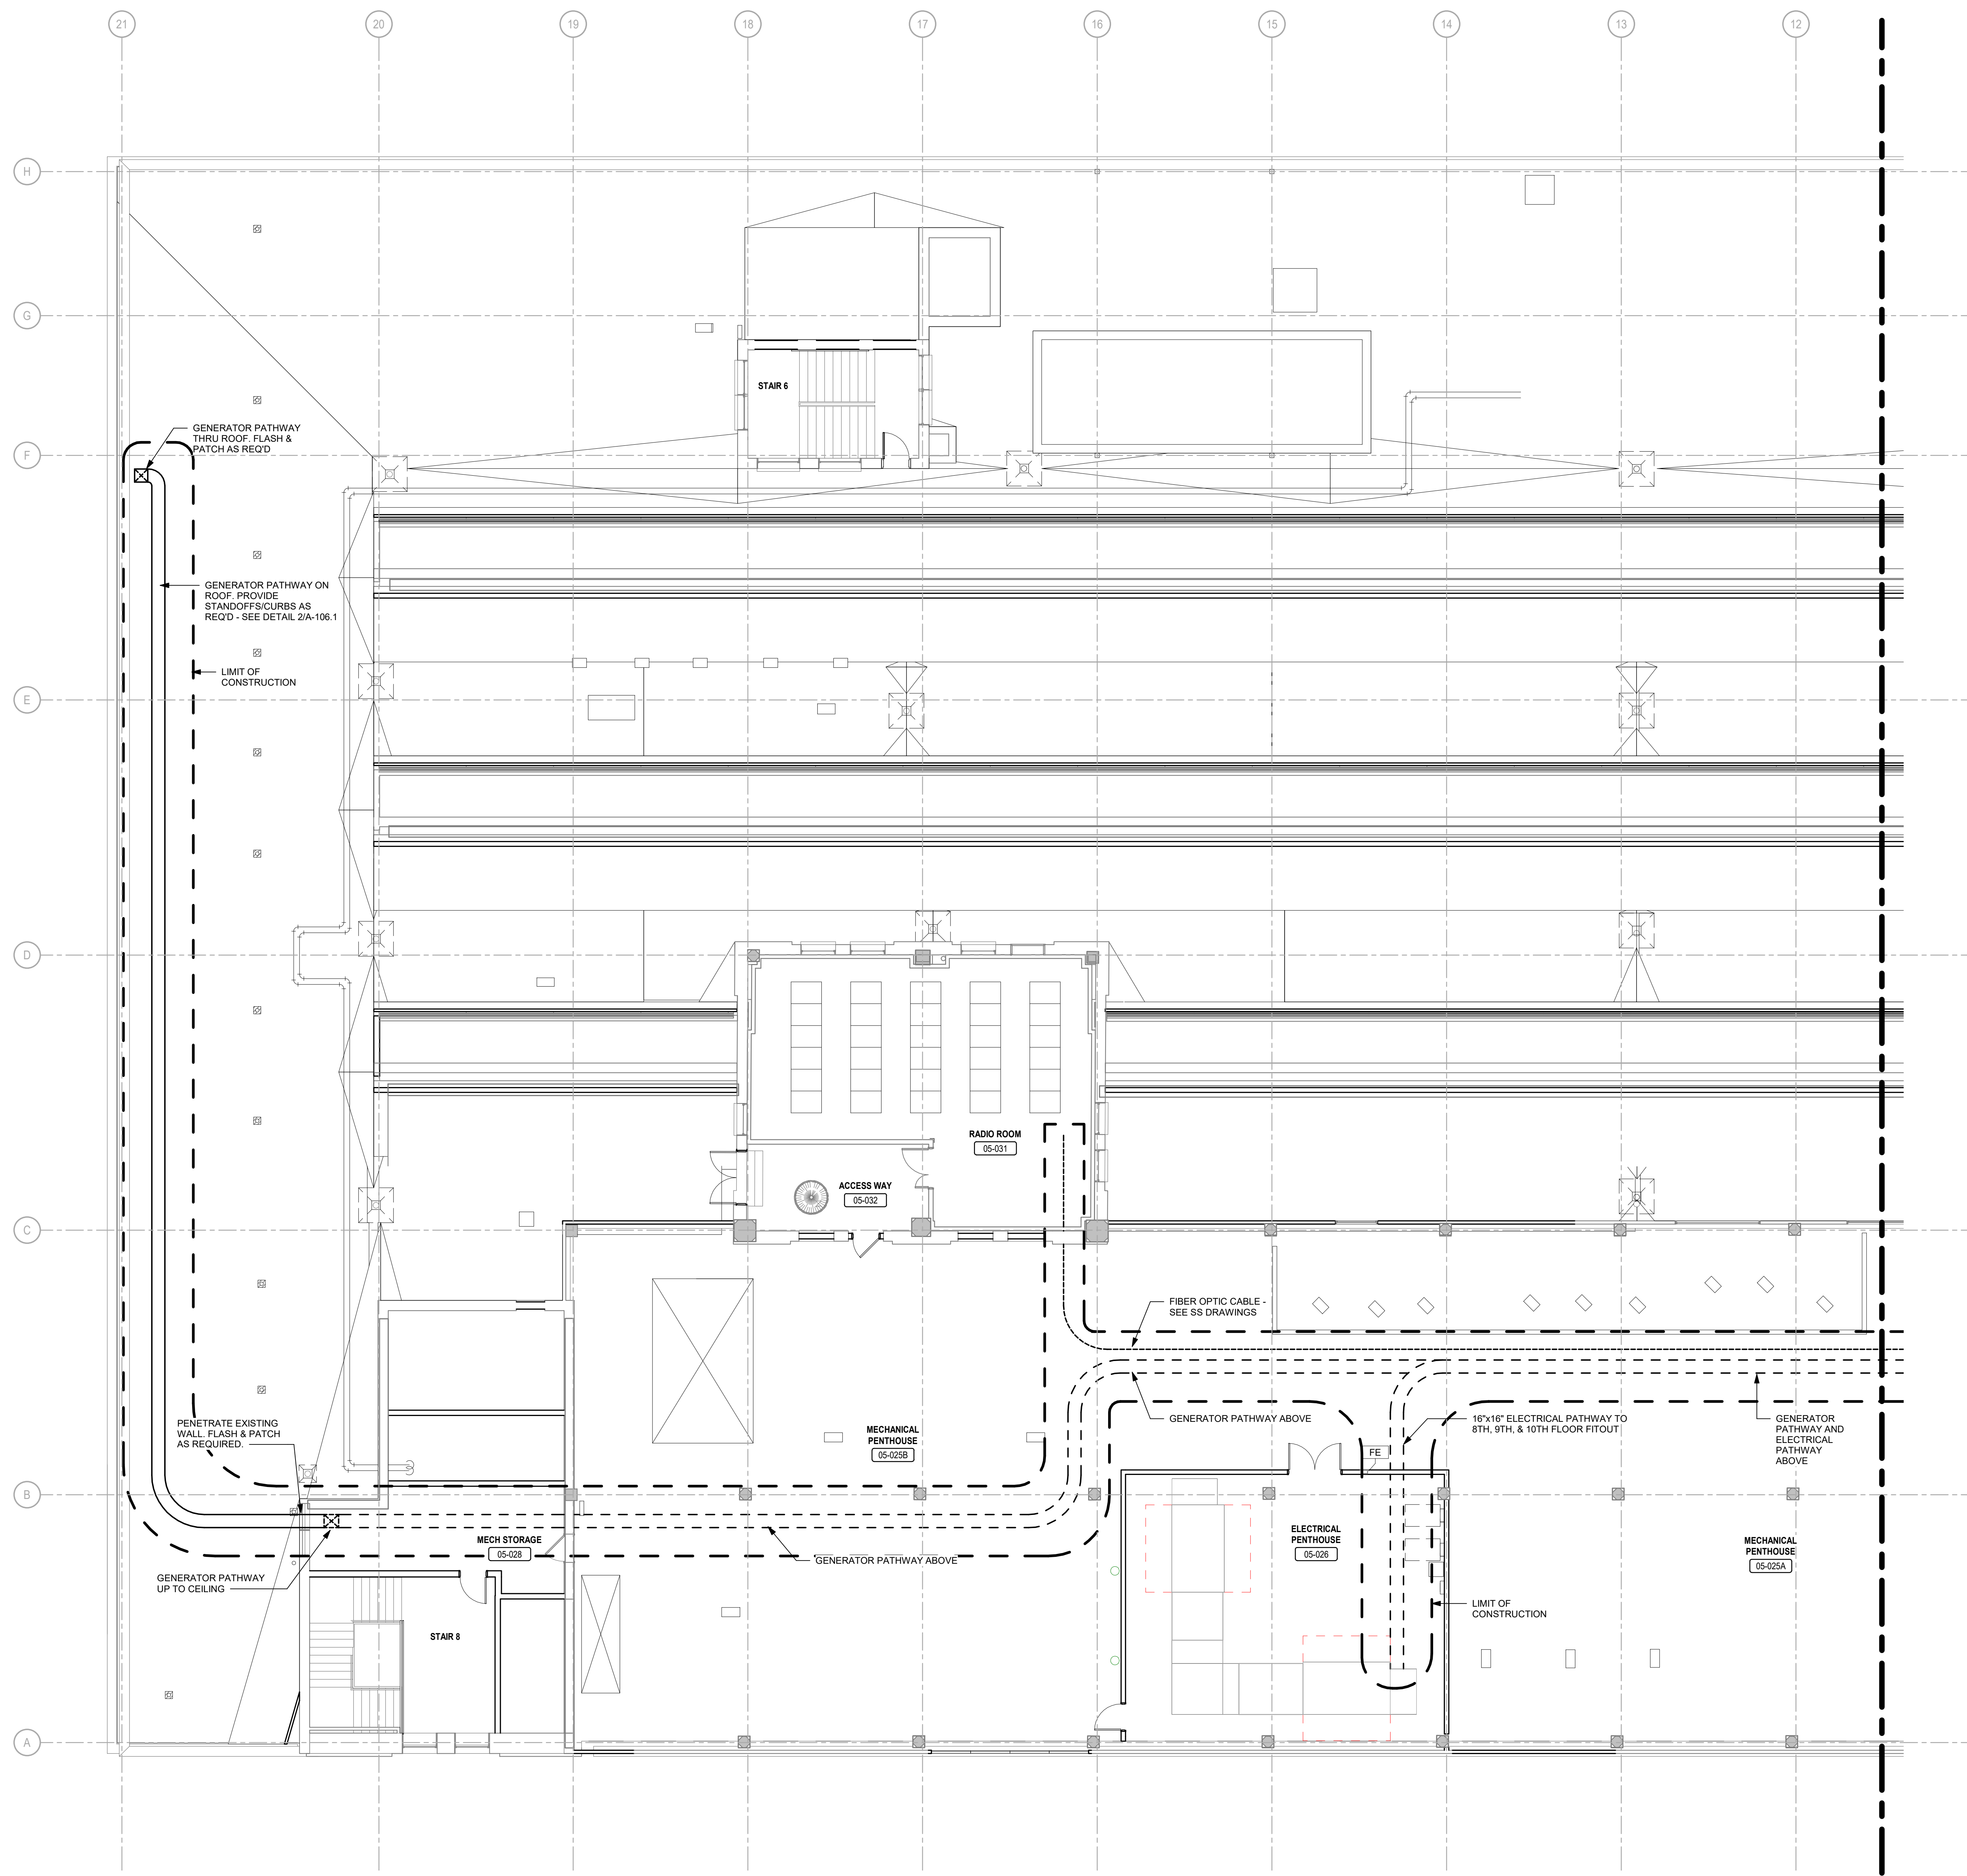 21
20
19
18
17
16
15
14
13
12
H
G
F
E
D
C
B
A
STAIR 6
GENERATOR PATHWAY
THRU ROOF. FLASH &
PATCH AS REQ'D
GENERATOR PATHWAY ON
ROOF. PROVIDE
STANDOFFS/CURBS AS
REQ'D - SEE DETAIL 2/A-106.1
LIMIT OF
CONSTRUCTION
RADIO ROOM
05-031
ACCESS WAY
05-032
FIBER OPTIC CABLE -
SEE SS DRAWINGS
PENETRATE EXISTING
WALL. FLASH & PATCH
AS REQUIRED.
MECHANICAL
PENTHOUSE
05-025B
GENERATOR PATHWAY ABOVE
16"x16" ELECTRICAL PATHWAY TO
8TH, 9TH, & 10TH FLOOR FITOUT
GENERATOR
PATHWAY AND
ELECTRICAL
PATHWAY
ABOVE
FE
MECH STORAGE
05-028
GENERATOR PATHWAY ABOVE
ELECTRICAL
PENTHOUSE
05-026
MECHANICAL
PENTHOUSE
05-025A
GENERATOR PATHWAY
UP TO CEILING
LIMIT OF
CONSTRUCTION
STAIR 8